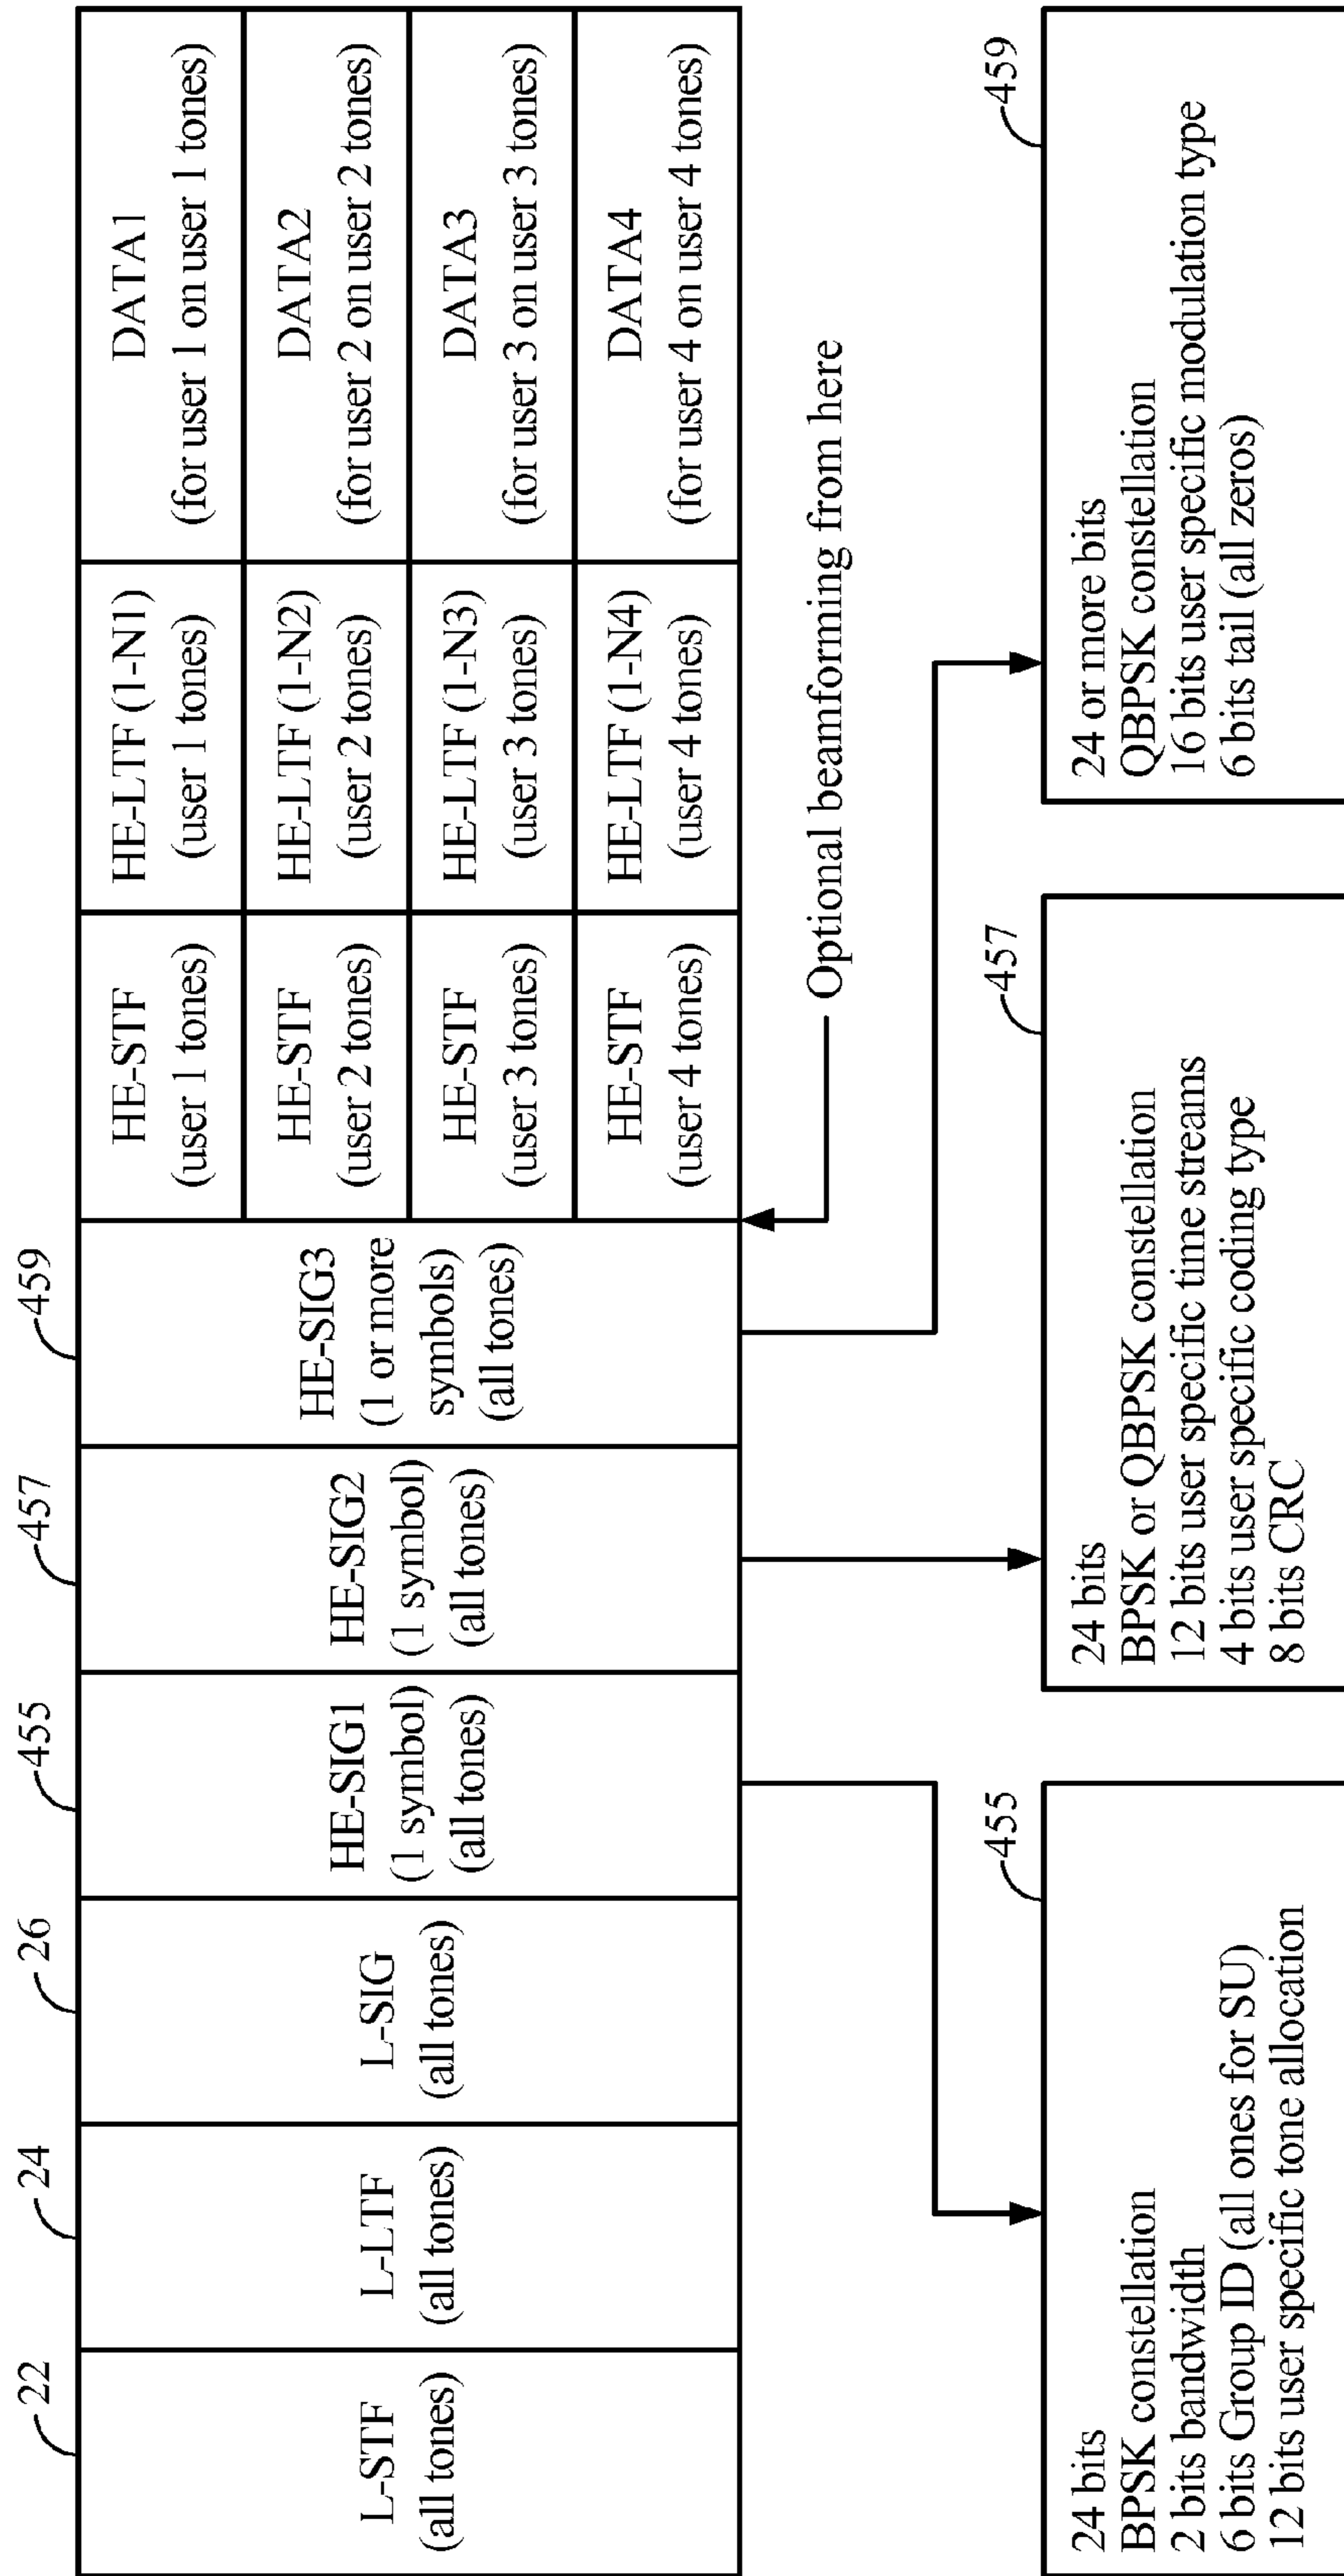 22
24
26
455
457
459
L-STF
(all tones)
L-LTF
(all tones)
L-SIG
(all tones)
HE-SIG1
(1 symbol)
(all tones)
HE-SIG2
(1 symbol)
(all tones)
HE-SIG3
(1 or more
symbols)
(all tones)
HE-STF
(user 1 tones)
HE-LTF (1-N1)
(user 1 tones)
DATA1
(for user 1 on user 1 tones)
HE-STF
(user 2 tones)
HE-LTF (1-N2)
(user 2 tones)
DATA2
(for user 2 on user 2 tones)
HE-STF
(user 3 tones)
HE-LTF (1-N3)
(user 3 tones)
DATA3
(for user 3 on user 3 tones)
HE-STF
(user 4 tones)
HE-LTF (1-N4)
(user 4 tones)
DATA4
(for user 4 on user 4 tones)
Optional beamforming from here
455
24 bits
BPSK constellation
2 bits bandwidth
6 bits Group ID (all ones for SU)
12 bits user specific tone allocation
457
24 bits
BPSK or QBPSK constellation
12 bits user specific time streams
4 bits user specific coding type
8 bits CRC
459
24 or more bits
QBPSK constellation
16 bits user specific modulation type
6 bits tail (all zeros)